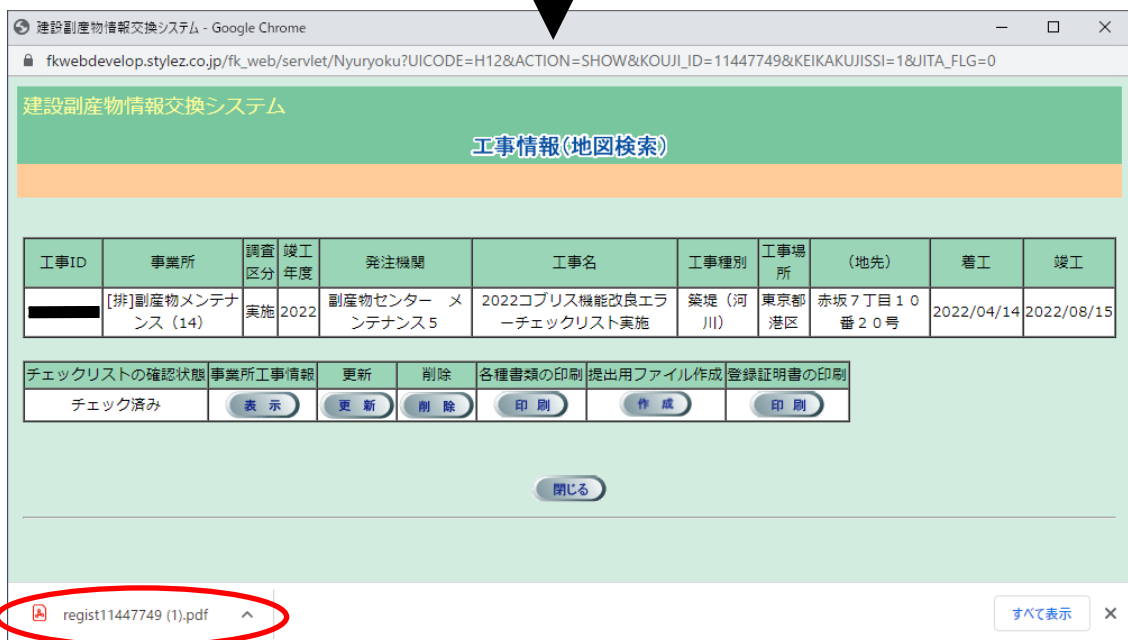 建設副産物情報交換システム - Google Chrome
fkwebdevelop.stylez.co.jp/fk_web/servlet/Nyuryoku?UICODE=H12&ACTION=SHOW&KOUJI_ID=11447749&KEIKAKUJISSI=1&JITA_FLG=0
建設副産物情報交換システム
工事情報(地図検索)
工事ID 事業所 調査区分 竣工年度 発注機関 工事名 工事種別 工事場所 (地先) 着工 竣工
[排]副産物メンテナンス(14) 実施 2022 副産物センター メンテナンス5 2022コブリス機能改良エラーチェックリスト実施 築堤(河川) 東京都港区 赤坂7丁目10番20号 2022/04/14 2022/08/15
チェックリストの確認状態 事業所工事情報 更新 削除 各種書類の印刷 提出用ファイル作成 登録証明書の印刷
チェック済み 表示 更新 削除 印刷 作成 印刷
閉じる
regist11447749 (1).pdf すべて表示